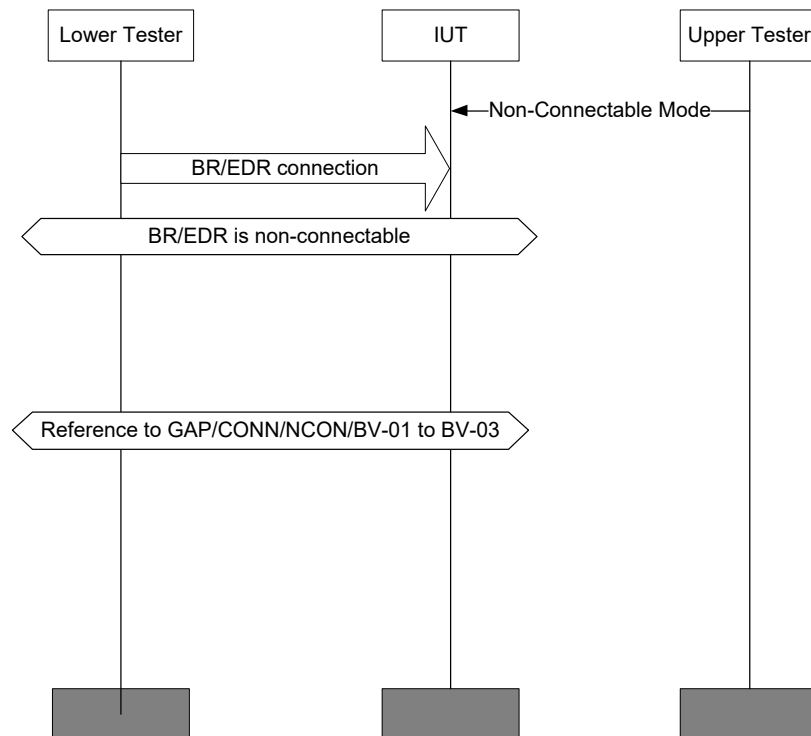 Lower Tester
IUT
Upper Tester
Non-Connectable Mode
BR/EDR connection
BR/EDR is non-connectable
Reference to GAP/CONN/NCON/BV-01 to BV-03